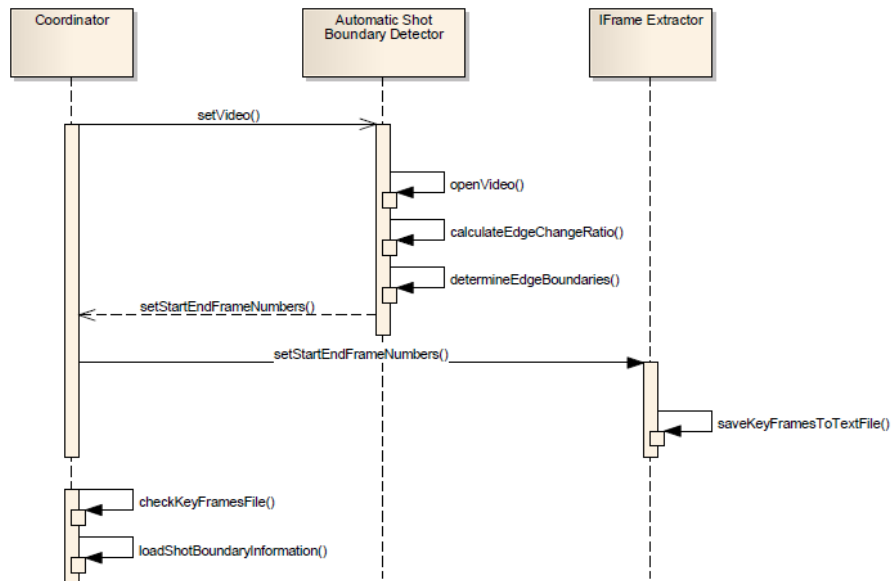 Coordinator
Automatic Shot
Boundary Detector
IFrame Extractor
setVideo()
openVideo()
calculateEdgeChangeRatio()
determineEdgeBoundaries()
setStartEndFrameNumbers()
setStartEndFrameNumbers()
saveKeyFramesToTextFile()
checkKeyFramesFile()
loadShotBoundaryInformation()